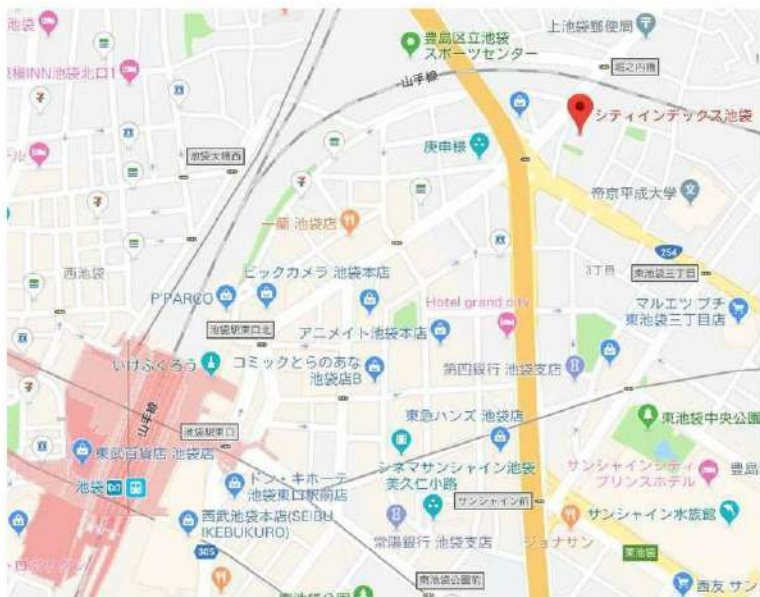 池袋
豊島区立池袋
スポーツセンター
上池袋郵便局
堀之内橋
INN池袋北口1
山手線
シティインデックス池袋
池袋大橋西
庚申様
帝京平成大学
一蘭 池袋店
254
西池袋
3丁目
東池袋三丁目
ビックカメラ 池袋本店
P'PARCO
Hotel grand city
マルエツ プチ
東池袋三丁目店
池袋駅東口北
アニメイト池袋本店
いけふくろう
コミックとらのあな
池袋店B
第四銀行 池袋支店
山手線
東急ハンズ 池袋店
東池袋中央公園
池袋駅東口
東武百貨店 池袋店
シネマサンシャイン池袋
美久仁小路
サンシャインシティ
プリンスホテル
豊島
池袋
ドン・キホーテ
池袋東口駅前店
サンシャイン前
西武池袋本店(SEIBU
IKEBUKURO)
サンシャイン水族館
305
常陽銀行 池袋支店
ジョナサン
東池袋
南池袋公園前
西友 サン